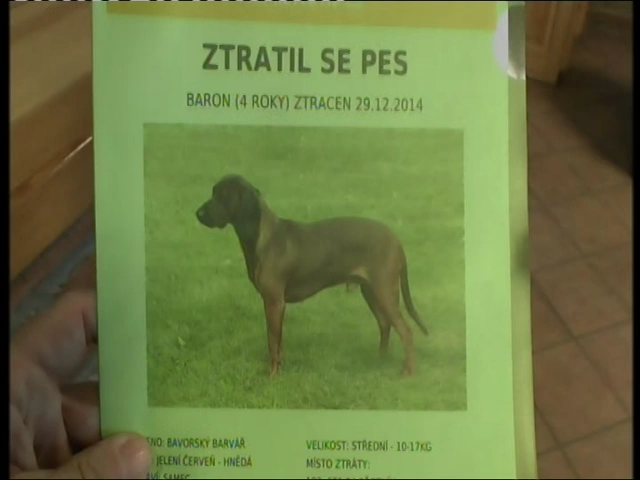 ZTRATIL SE PES
BARON (4 ROKY) ZTRACEN 29.12.2014
ENO: BAVORSKÝ BARVÁŘ
: JELENÍ ČERVEŇ - HNĚDÁ
SAMEC
VELIKOST: STŘEDNÍ - 10-17KG
MÍSTO ZTRÁTY: